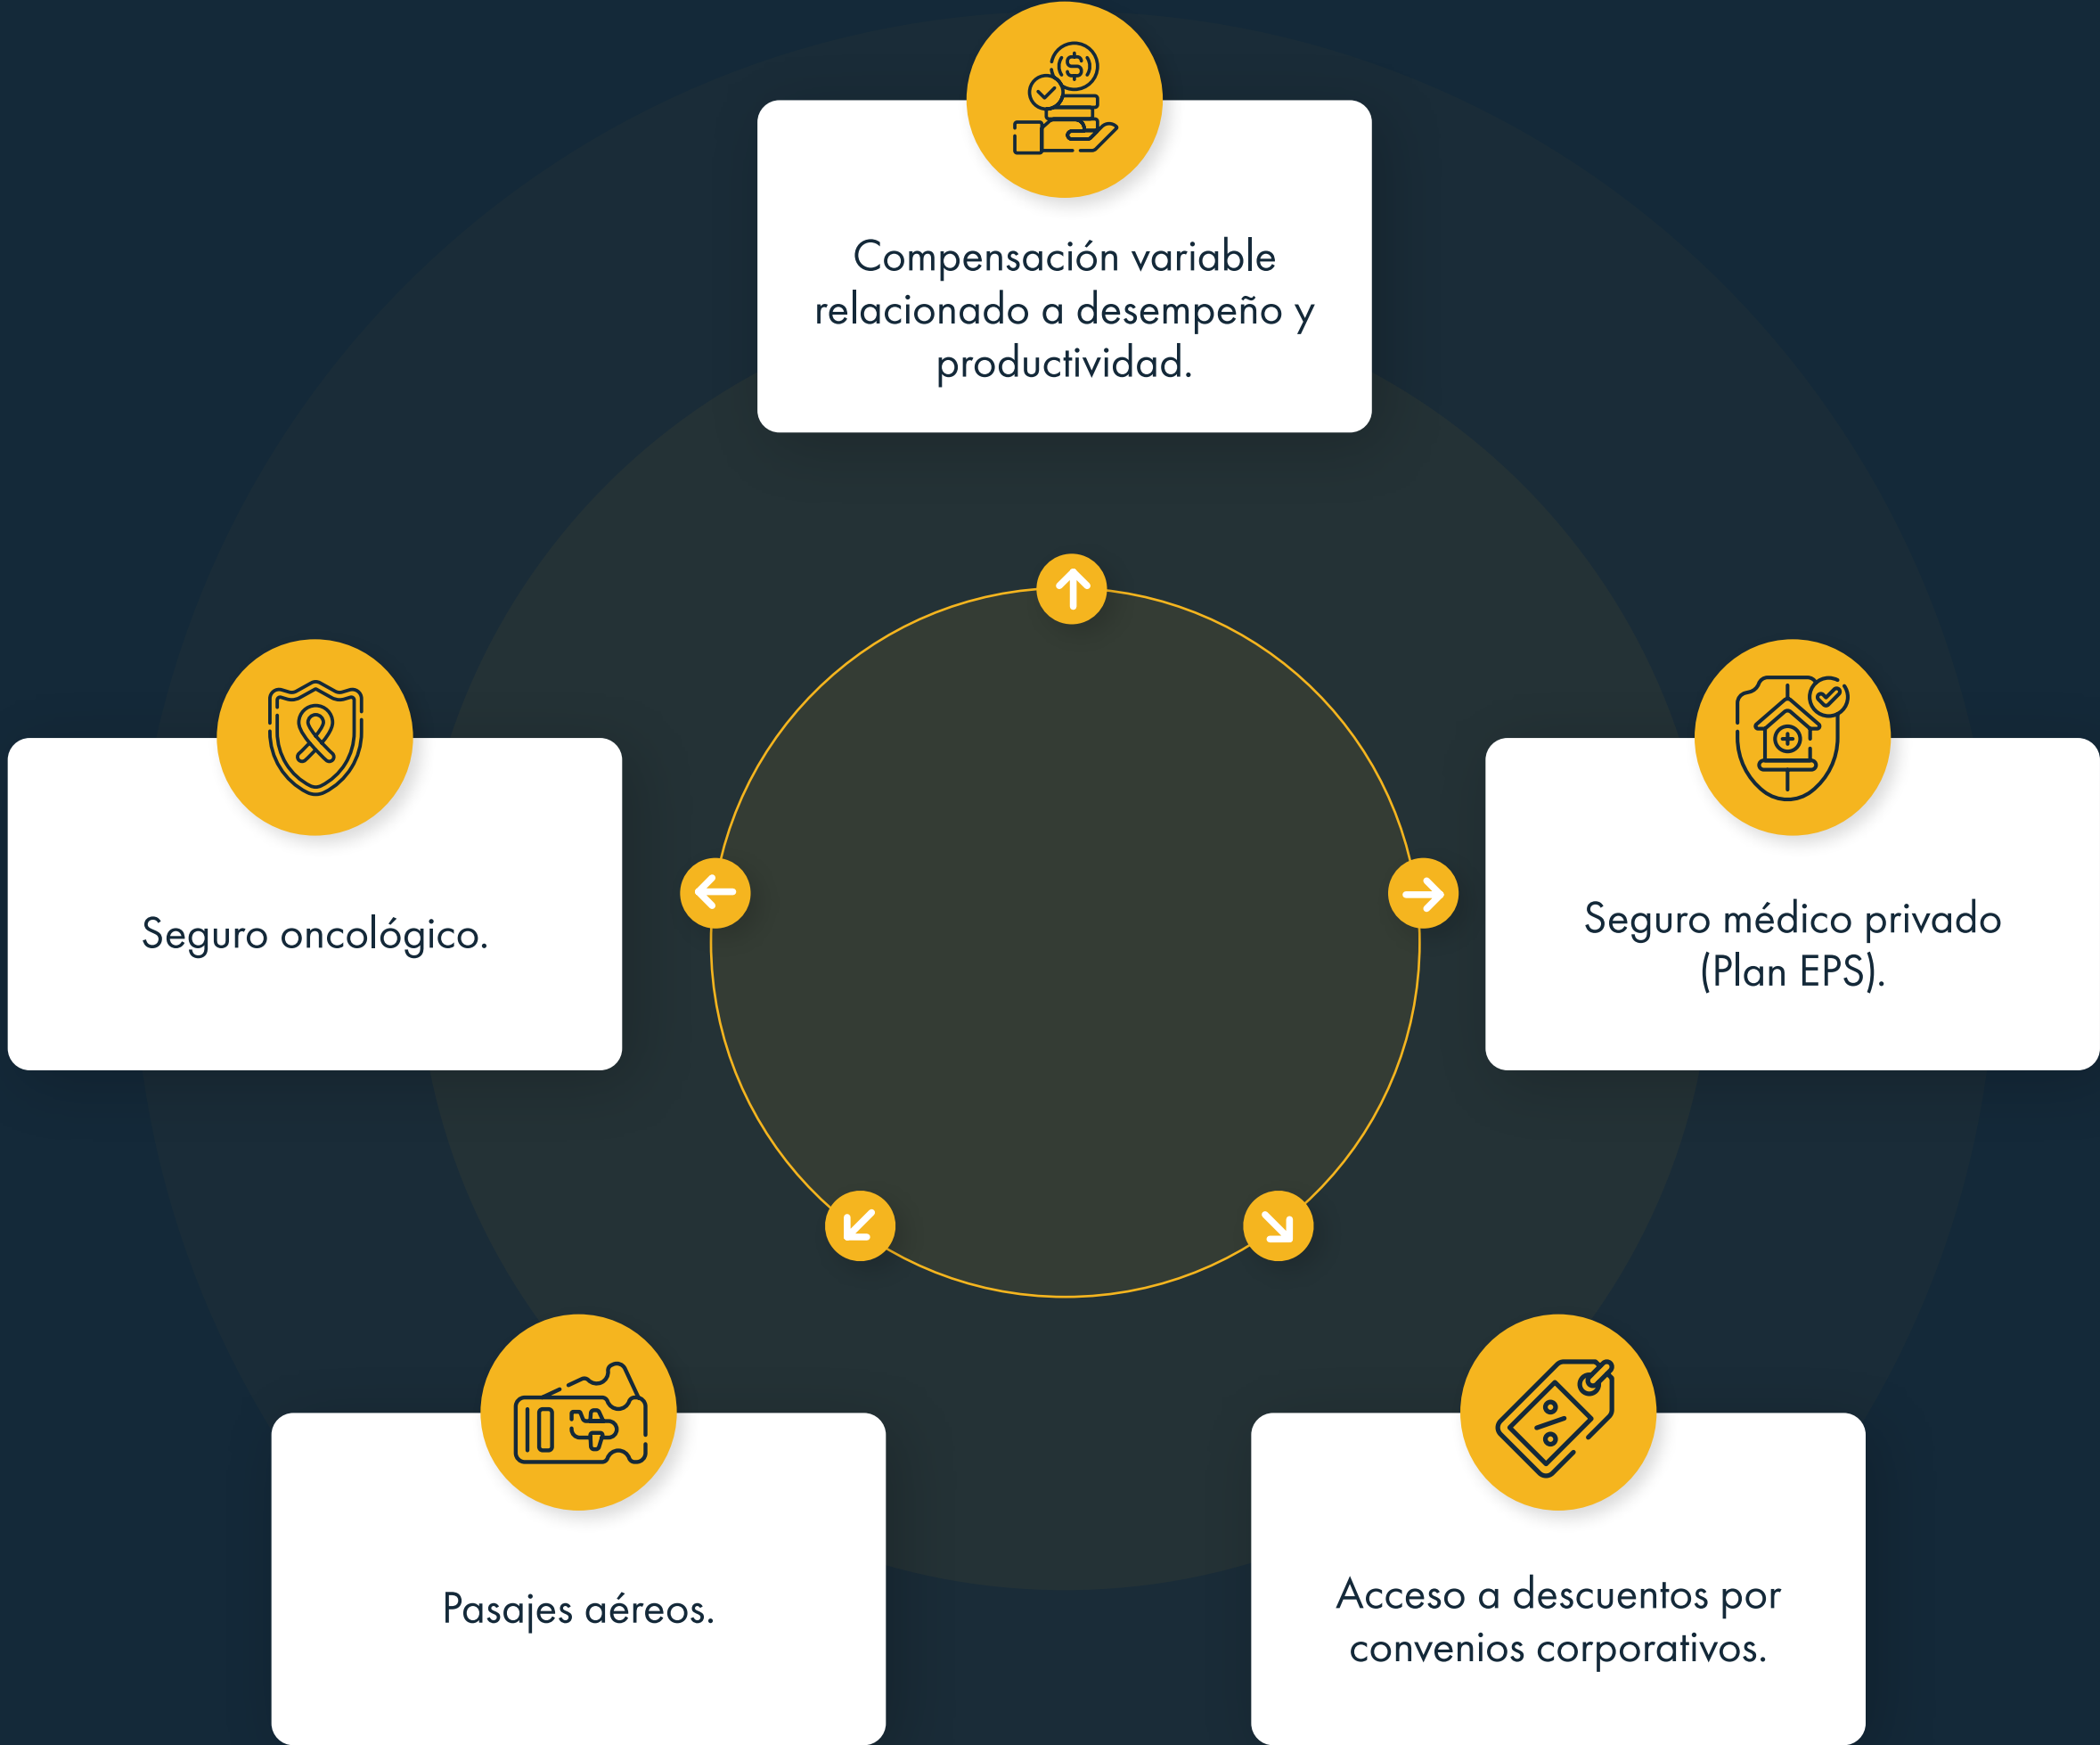 Compensación variable
relacionado a desempeño y
productividad.
Seguro oncológico.
Seguro médico privado
(Plan EPS).
Pasajes aéreos.
Acceso a descuentos por
convenios corporativos.